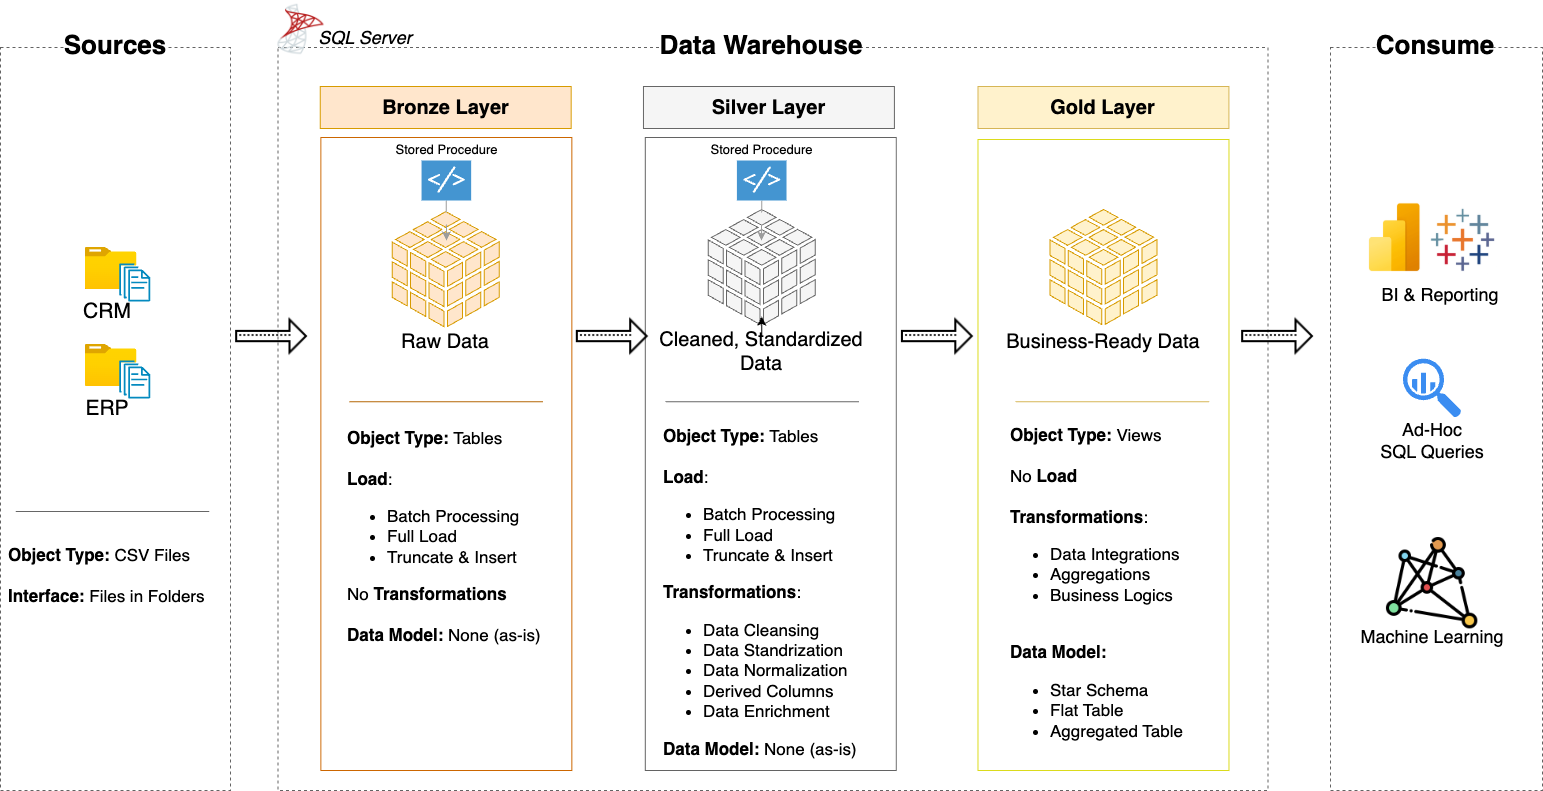 Sources
CRM
ERP
Object Type: CSV Files
Interface: Files in Folders
SQL Server
Data Warehouse
Bronze Layer
Stored Procedure
</>
Raw Data
Object Type: Tables
Load:
Batch Processing
Full Load
Truncate & Insert
No Transformations
Data Model: None (as-is)
Silver Layer
Stored Procedure
</>
Cleaned, Standardized
Data
Object Type: Tables
Load:
Batch Processing
Full Load
Truncate & Insert
Transformations:
Data Cleansing
Data Standrization
Data Normalization
Derived Columns
Data Enrichment
Data Model: None (as-is)
Gold Layer
Business-Ready Data
Object Type: Views
No Load
Transformations:
Data Integrations
Aggregations
Business Logics
Data Model:
Star Schema
Flat Table
Aggregated Table
Consume
BI & Reporting
Ad-Hoc
SQL Queries
Machine Learning